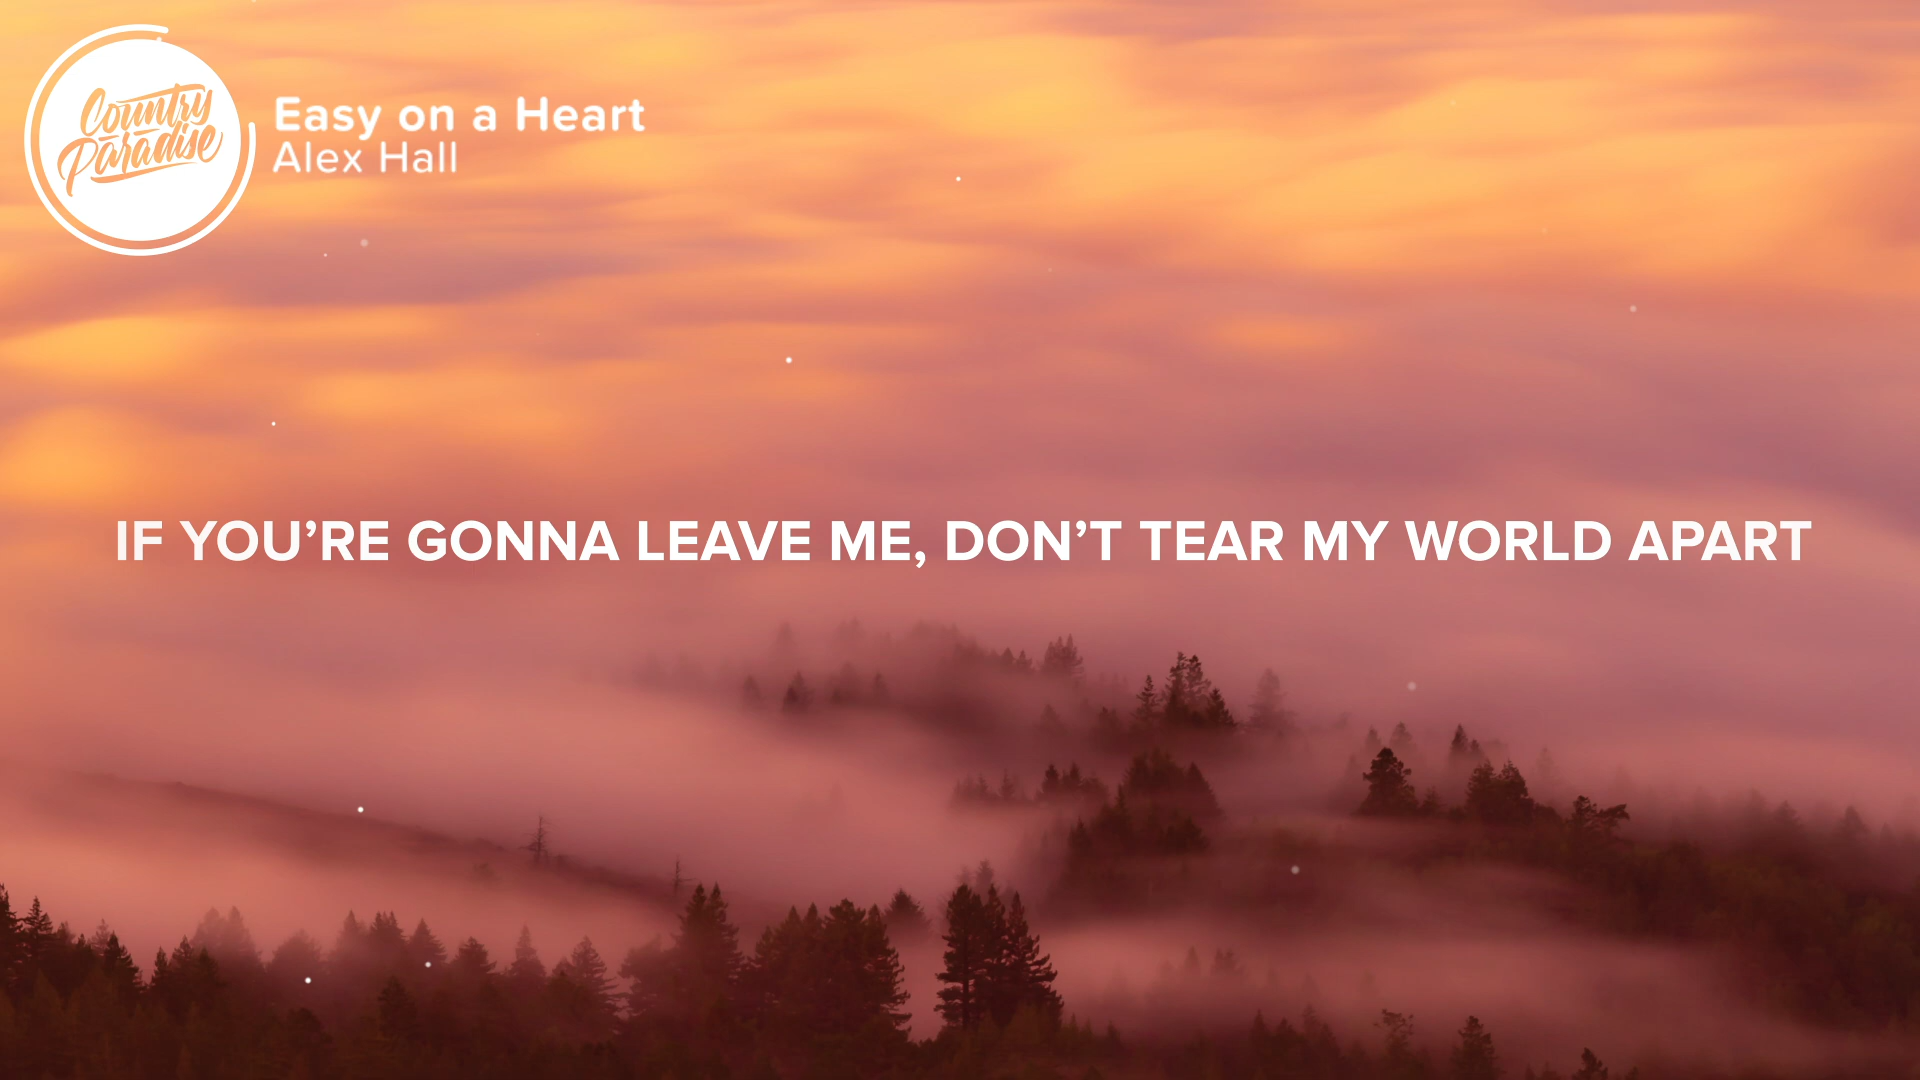 Country
Paradise
Easy on a Heart
Alex Hall
IF YOU’RE GONNA LEAVE ME, DON’T TEAR MY WORLD APART